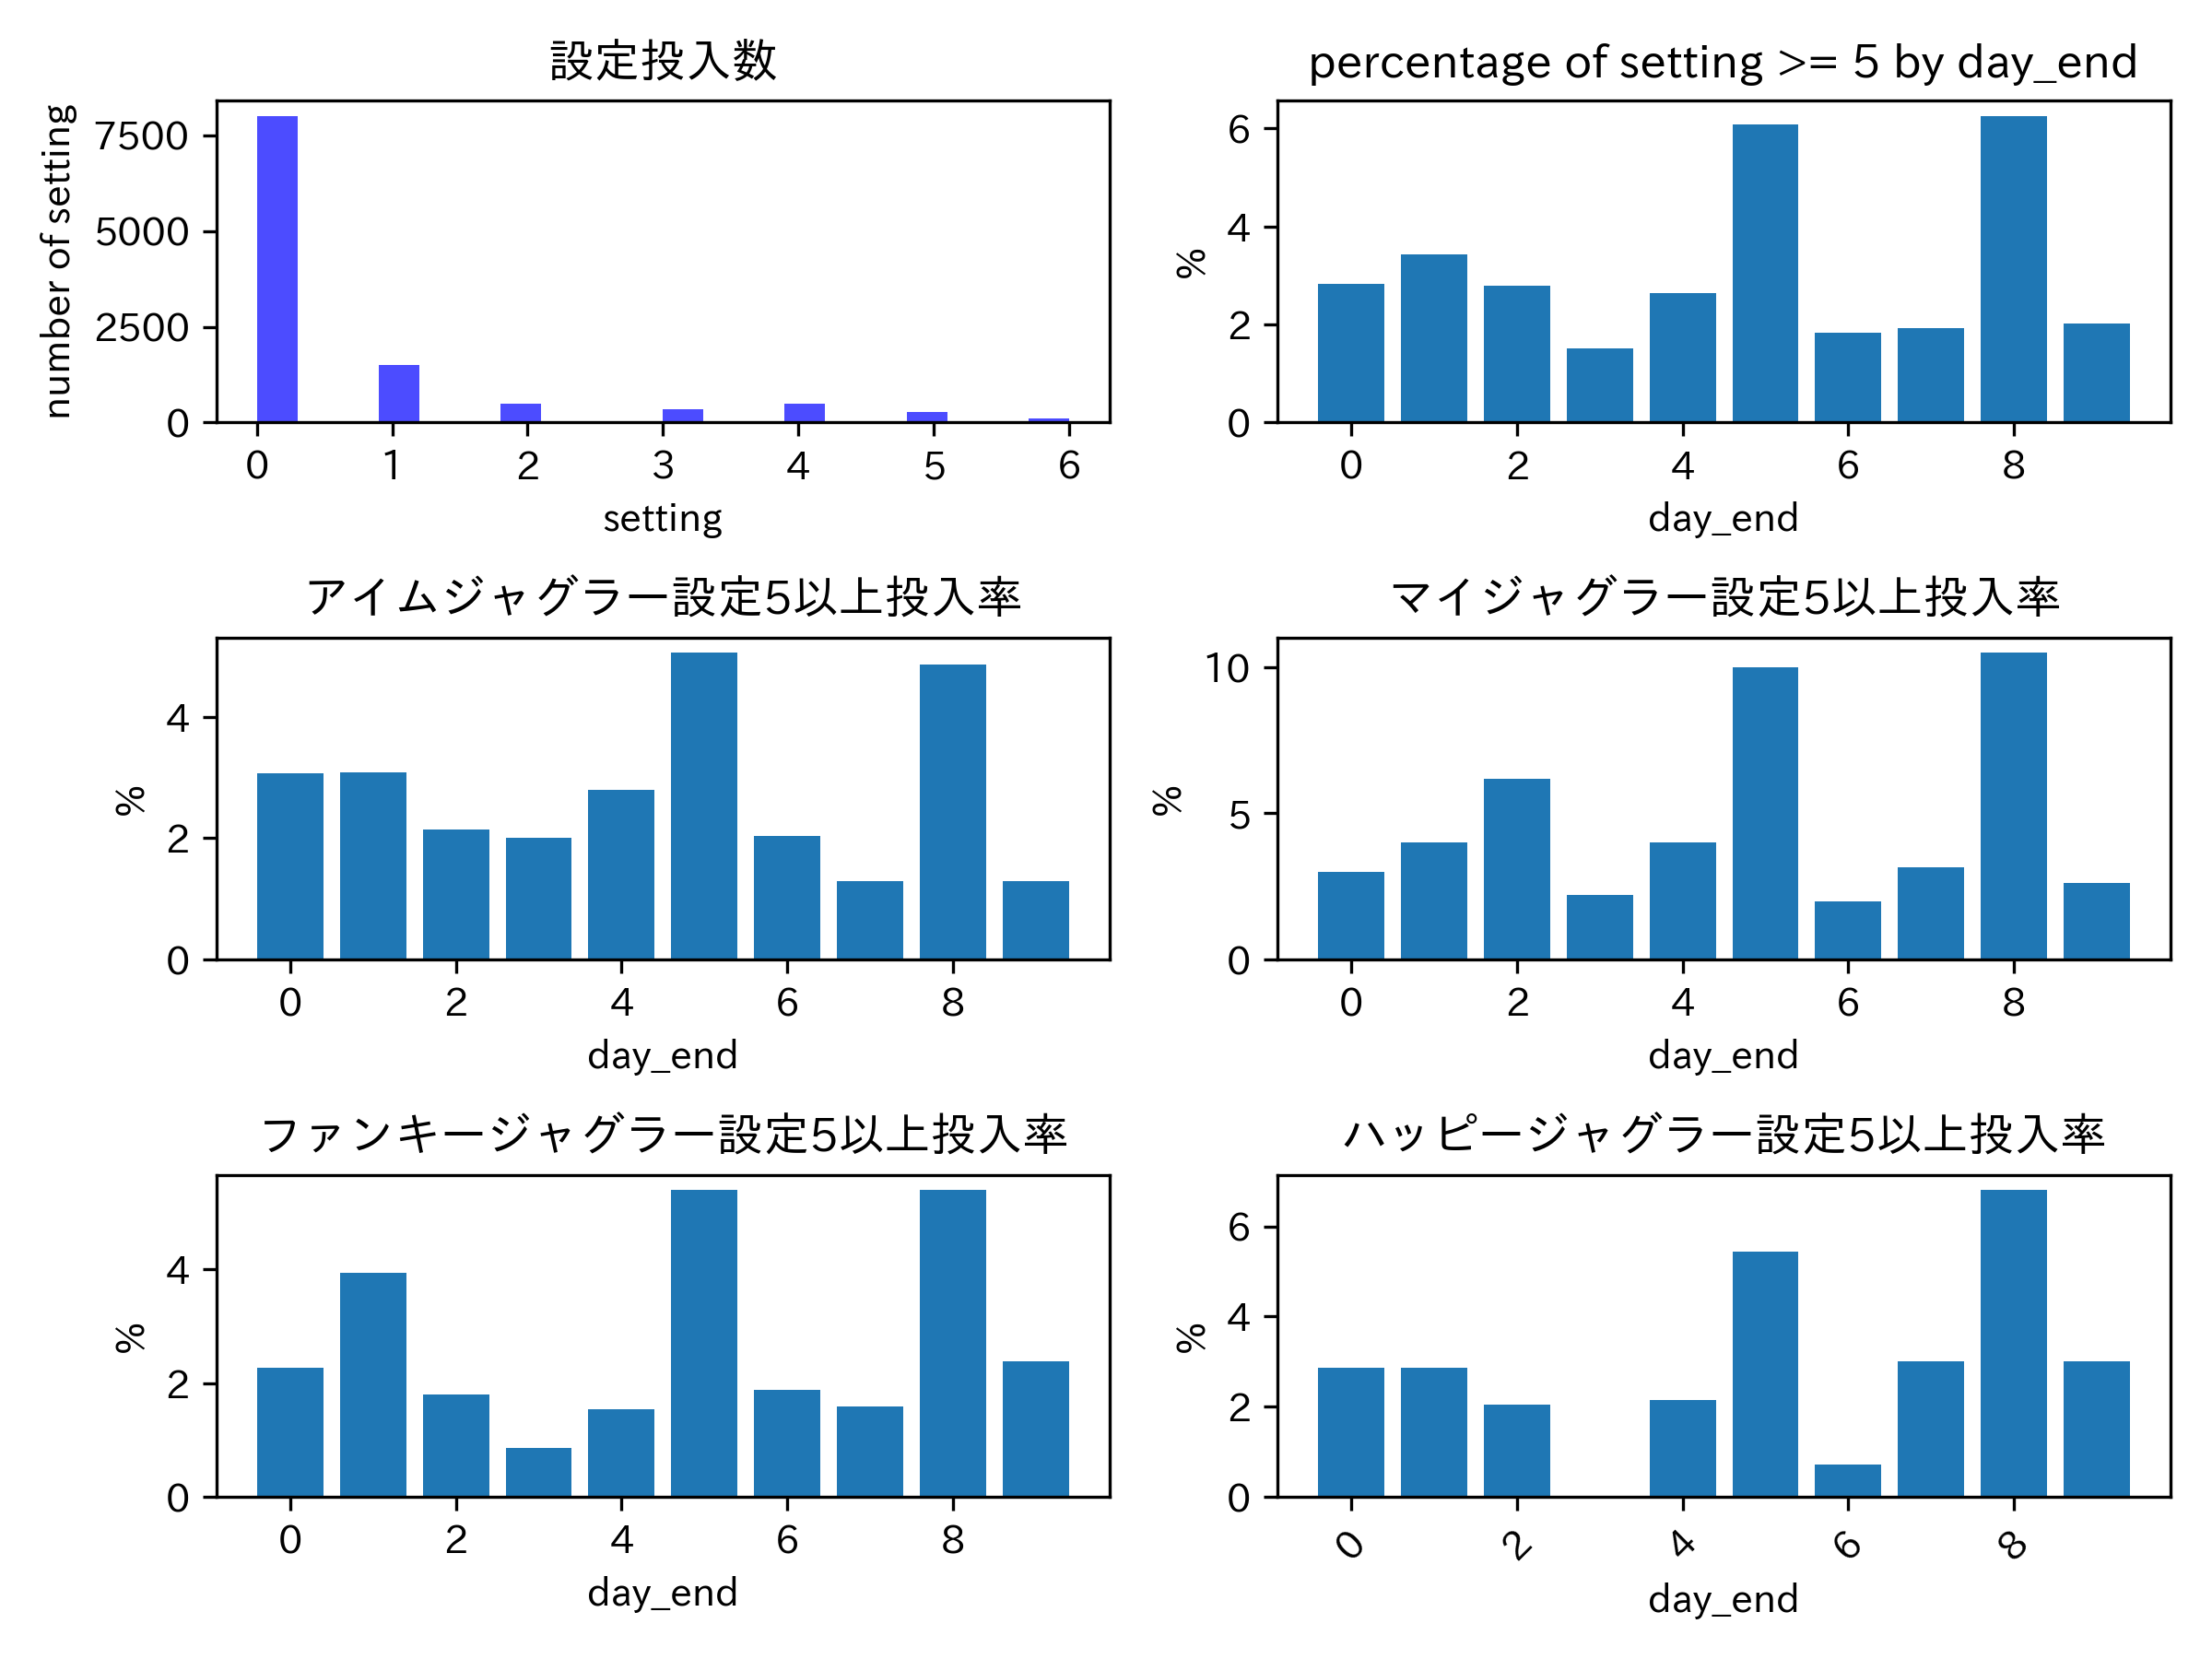 設定投入数
number of setting
7500
5000
2500
0
0 1 2 3 4 5 6
setting
percentage of setting >= 5 by day_end
%
6
4
2
0
0 2 4 6 8
day_end
アイムジャグラー設定5以上投入率
%
4
2
0
0 2 4 6 8
day_end
マイジャグラー設定5以上投入率
%
10
5
0
0 2 4 6 8
day_end
ファンキージャグラー設定5以上投入率
%
4
2
0
0 2 4 6 8
day_end
ハッピージャグラー設定5以上投入率
%
6
4
2
0
0 2 4 6 8
day_end